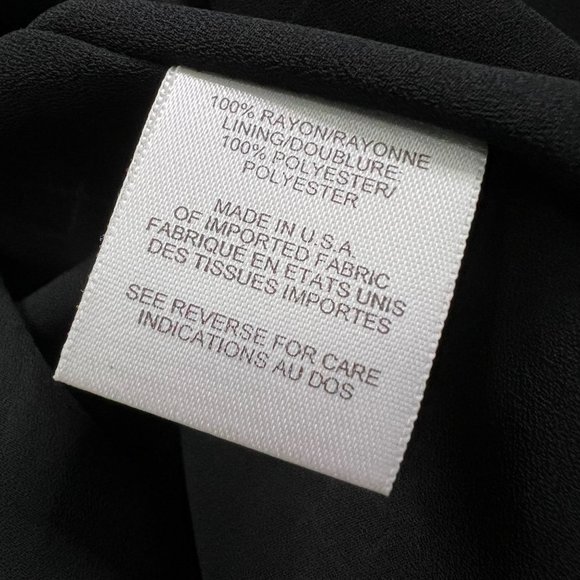 100% RAYON/RAYONNE
LINING/DOUBLURE:
100% POLYESTER/
POLYESTER
MADE IN U.S.A.
OF IMPORTED FABRIC
FABRIQUE EN ETATS UNIS
DES TISSUES IMPORTES
SEE REVERSE FOR CARE
INDICATIONS AU DOS